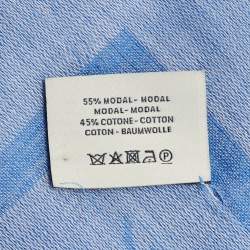 55% MODAL - MODAL
MODAL - MODAL
45% COTONE - COTTON
COTON - BAUMWOLLE